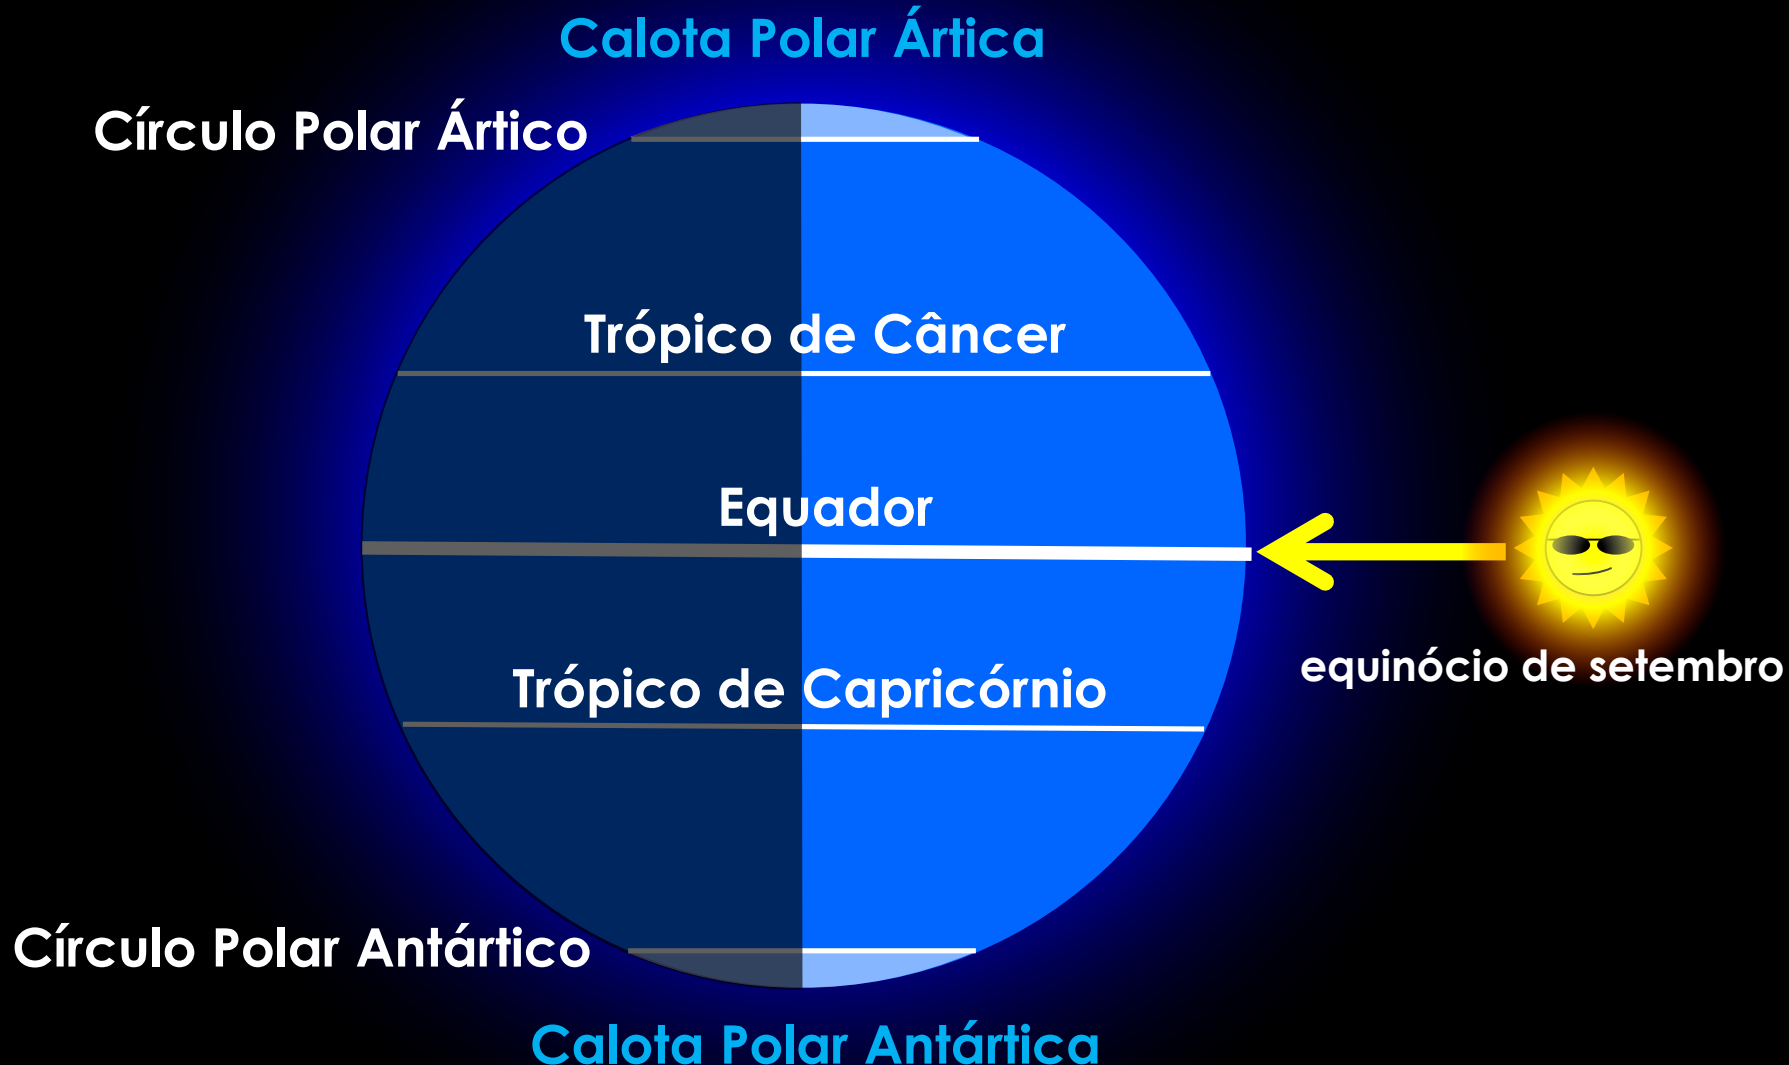 Calota Polar Ártica
Círculo Polar Ártico
Trópico de Câncer
Equador
equinócio de setembro
Trópico de Capricórnio
Círculo Polar Antártico
Calota Polar Antártica